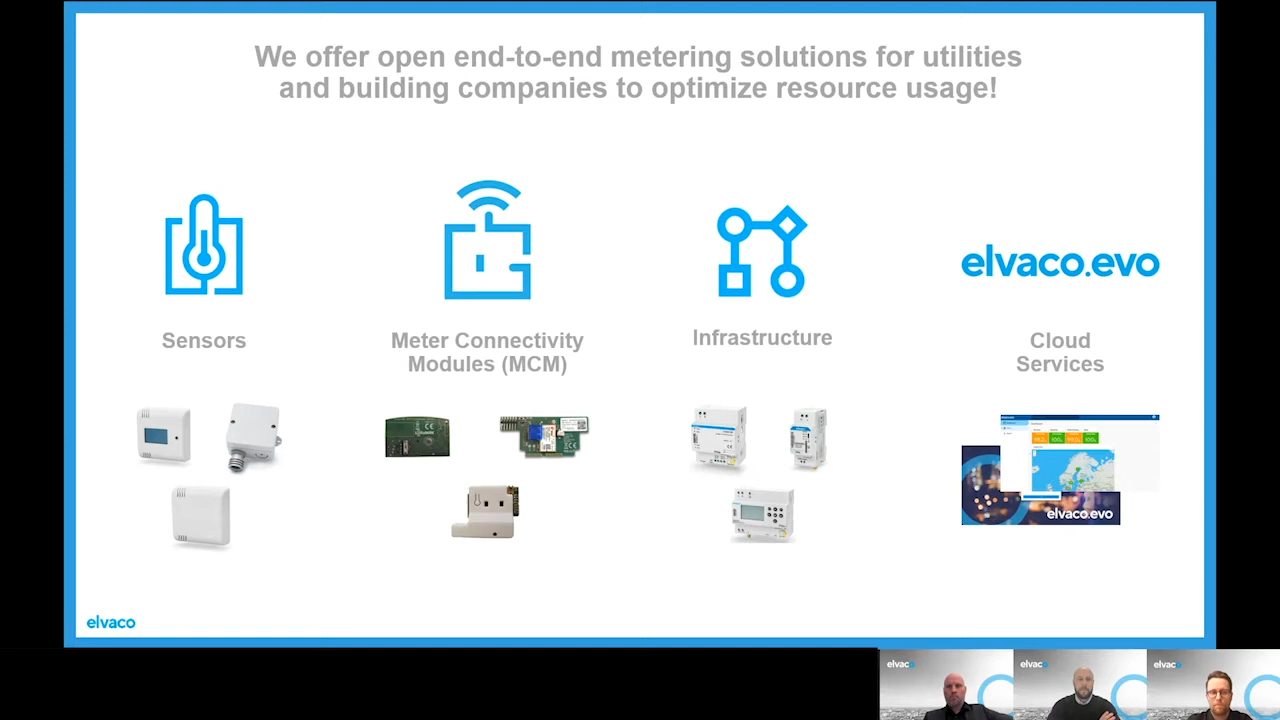 We offer open end-to-end metering solutions for utilities
and building companies to optimize resource usage!
elvaco.evo
Sensors
Meter Connectivity
Modules (MCM)
Infrastructure
Cloud
Services
elvaco.evo
elvaco
elvaco
elvaco
elvaco